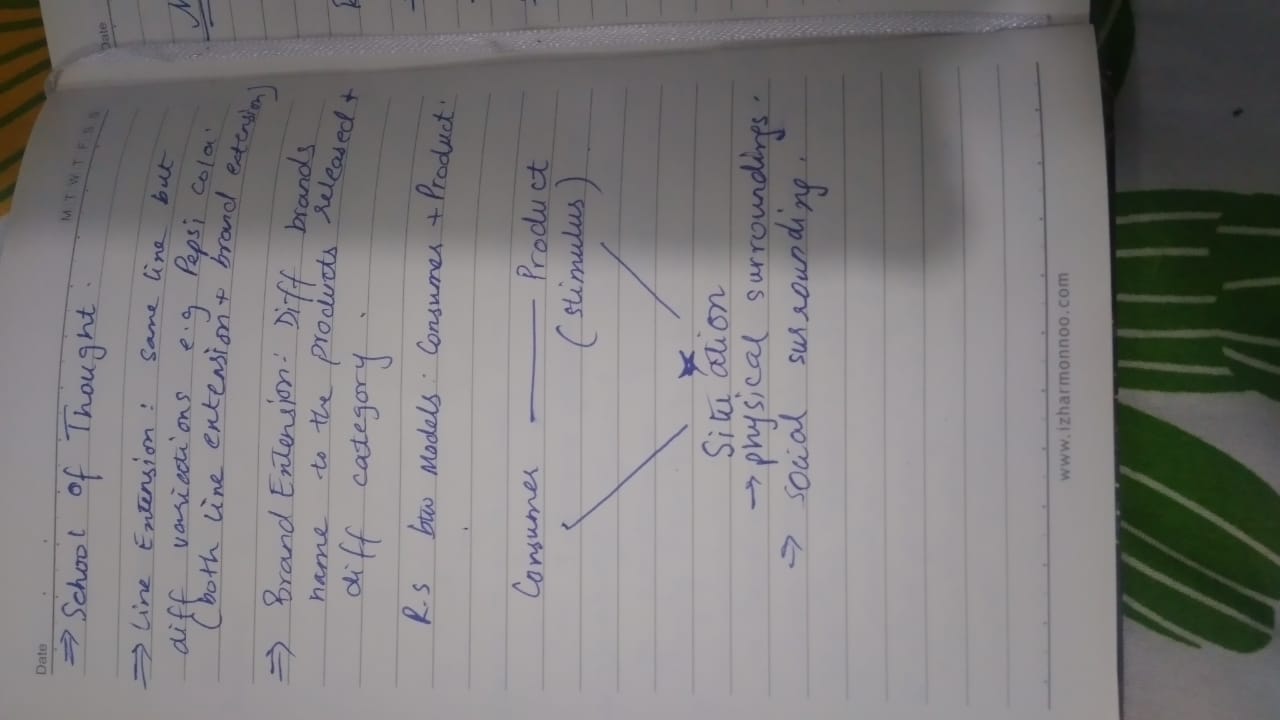 Date
M T W T F S S
⇒ School of Thought.
⇒ Line Extension: Same line but
diff variections e.g Pepsi cola.
(both line extension + brand extension)
⇒ Brand Extension: Diff brands
name to the products released +
diff category.
R.S btw Models: Consumer + Product.
Consumer — Product
(stimulus)
Situation
→ physical surroundings.
→ social surrounding.
www.izharmonnoo.com
Date